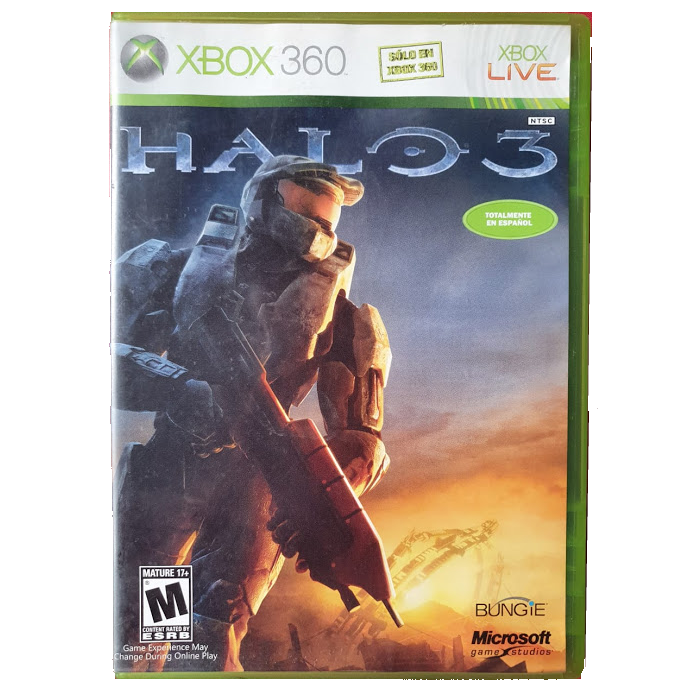 XBOX 360
SÓLO EN
XBOX 360
XBOX
LIVE
NTSC
HALO 3
TOTALMENTE
EN ESPAÑOL
MATURE 17+
M
CONTENT RATED BY
ESRB
Game Experience May
Change During Online Play
BUNGIE
Microsoft
game studios